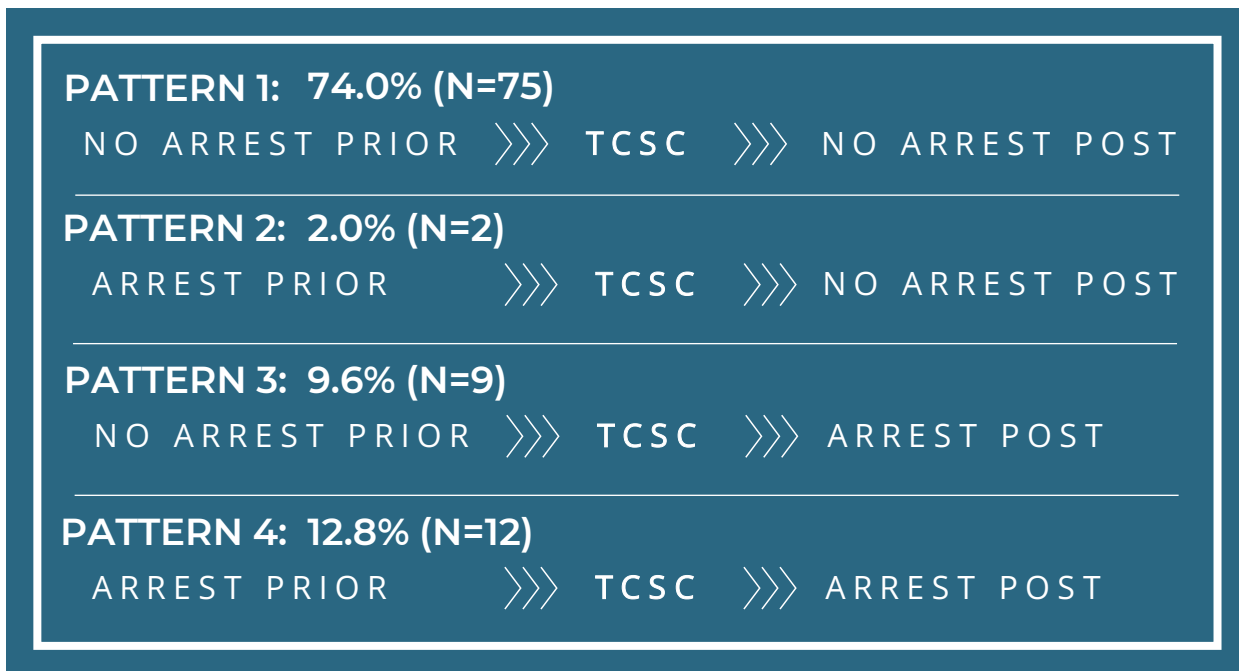 PATTERN 1: 74.0% (N=75)
NO ARREST PRIOR TCSC NO ARREST POST
PATTERN 2: 2.0% (N=2)
ARREST PRIOR TCSC NO ARREST POST
PATTERN 3: 9.6% (N=9)
NO ARREST PRIOR TCSC ARREST POST
PATTERN 4: 12.8% (N=12)
ARREST PRIOR TCSC ARREST POST